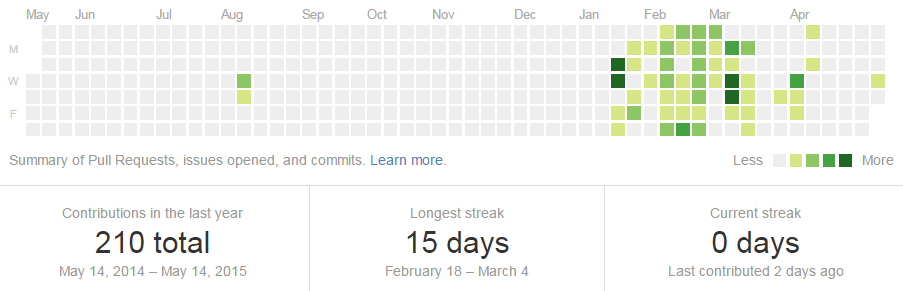 May Jun Jul Aug Sep Oct Nov Dec Jan Feb Mar Apr
M
W
F
Summary of Pull Requests, issues opened, and commits. Learn more.
Less More
Contributions in the last year
210 total
May 14, 2014 – May 14, 2015
Longest streak
15 days
February 18 – March 4
Current streak
0 days
Last contributed 2 days ago